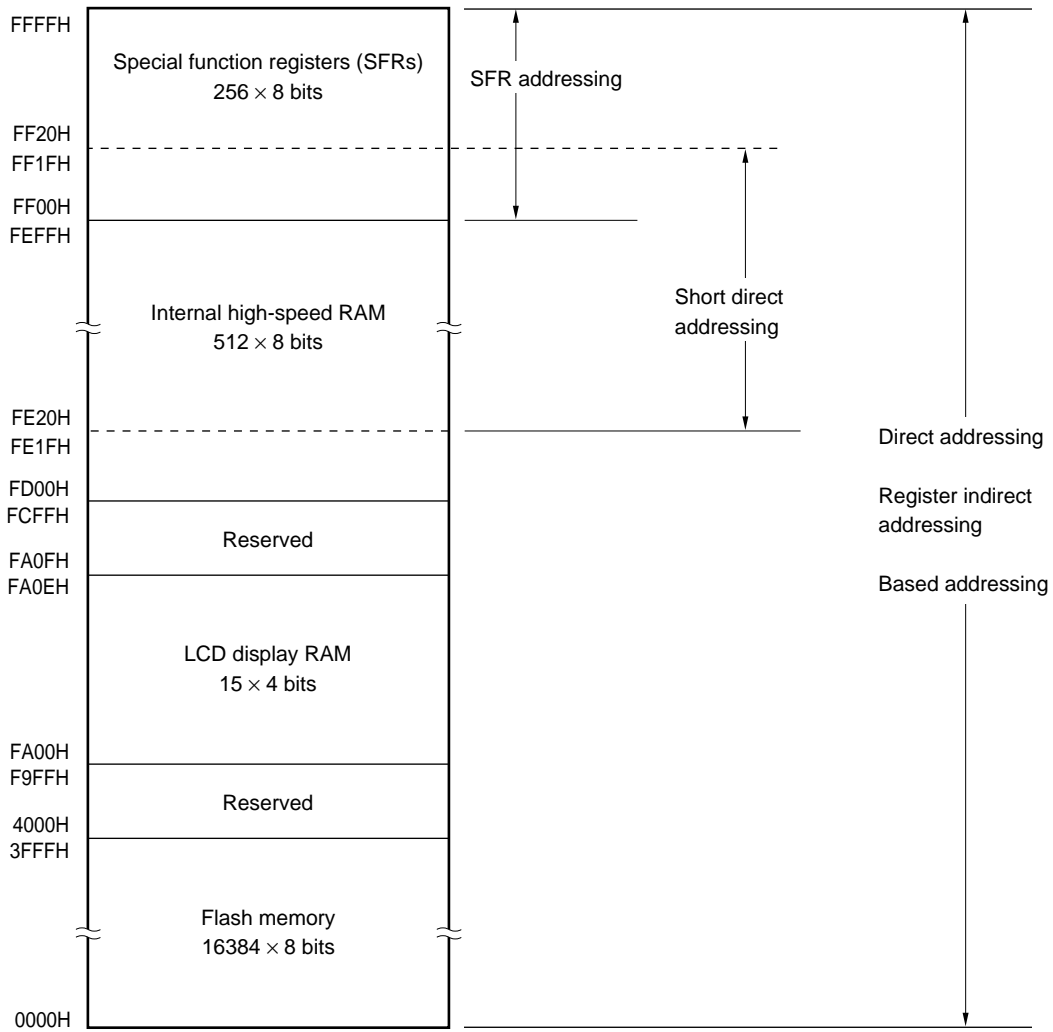 FFFFH
Special function registers (SFRs)
256 × 8 bits
SFR addressing
FF20H
FF1FH
FF00H
FEFFH
Internal high-speed RAM
512 × 8 bits
Short direct
addressing
FE20H
FE1FH
Direct addressing
FD00H
FCFFH
Register indirect
addressing
Reserved
FA0FH
FA0EH
Based addressing
LCD display RAM
15 × 4 bits
FA00H
F9FFH
Reserved
4000H
3FFFH
Flash memory
16384 × 8 bits
0000H